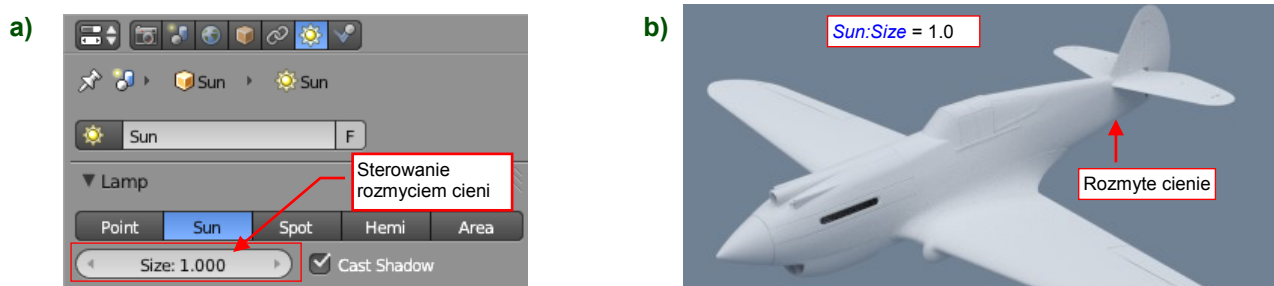 a)
Sun Sun
Sun F
Lamp
Sterowanie
rozmyciem cieni
Point Sun Spot Hemi Area
Size: 1.000 Cast Shadow
b)
Sun:Size = 1.0
Rozmyte cienie